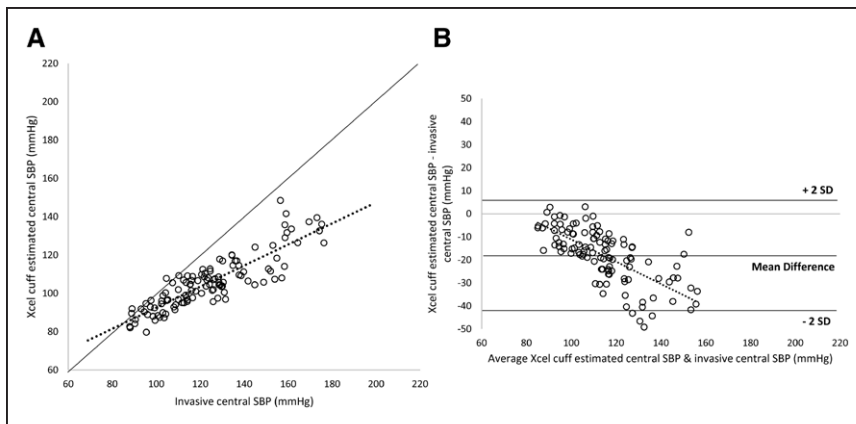 A
220
200
180
160
140
120
100
80
60
60 80 100 120 140 160 180 200 220
Xcel cuff estimated central SBP (mmHg)
Invasive central SBP (mmHg)
B
50
40
30
20
10
0
-10
-20
-30
-40
-50
60 80 100 120 140 160 180 200 220
Xcel cuff estimated central SBP - invasive
central SBP (mmHg)
+ 2 SD
Mean Difference
- 2 SD
Average Xcel cuff estimated central SBP & invasive central SBP (mmHg)